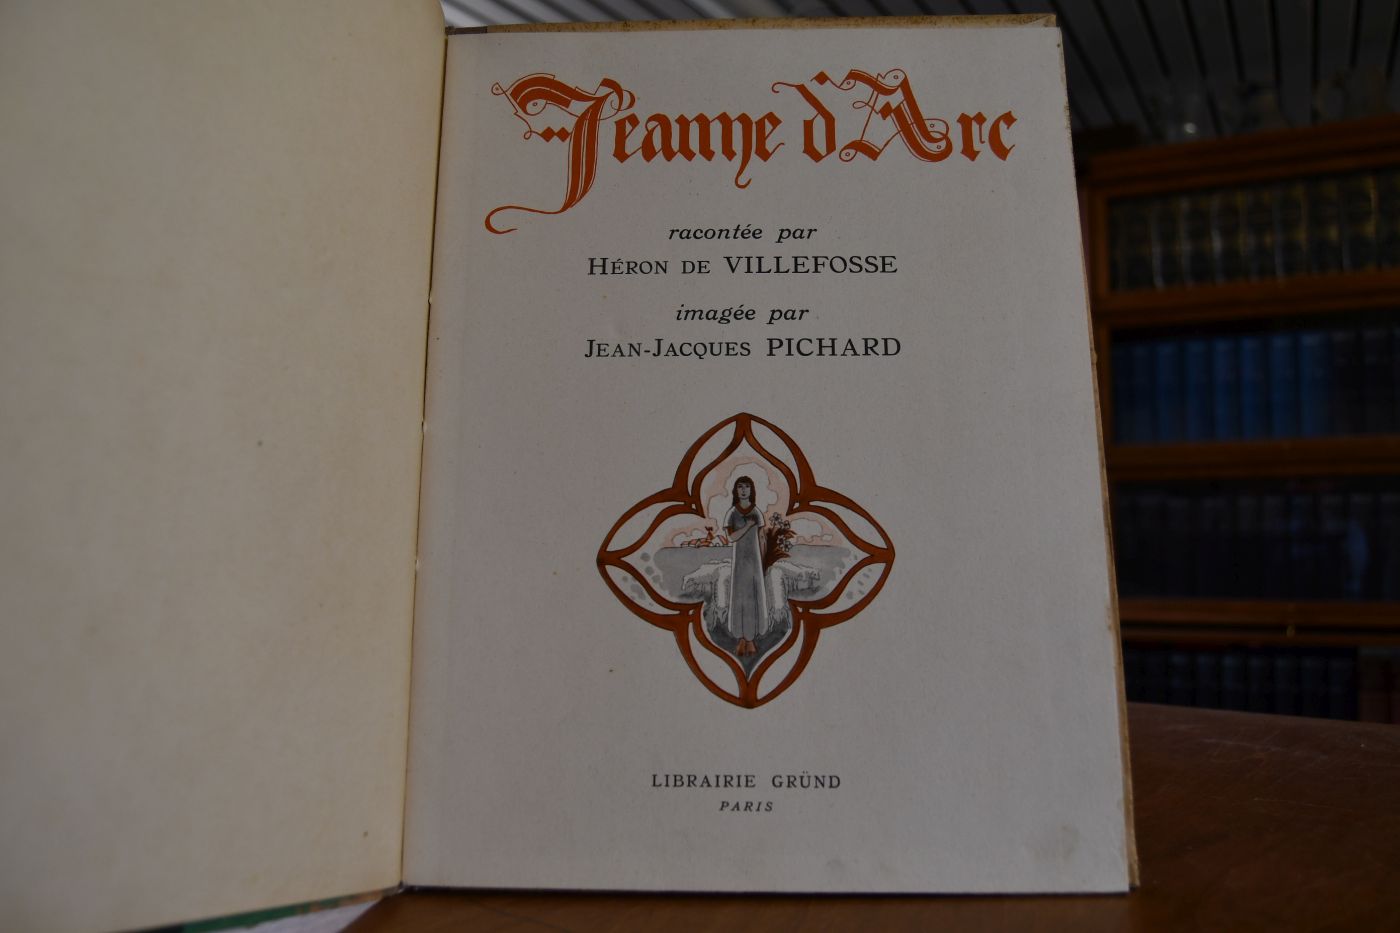 Jeanne d'Arc
racontée par
HÉRON DE VILLEFOSSE
imagée par
JEAN-JACQUES PICHARD
LIBRAIRIE GRÜND
PARIS